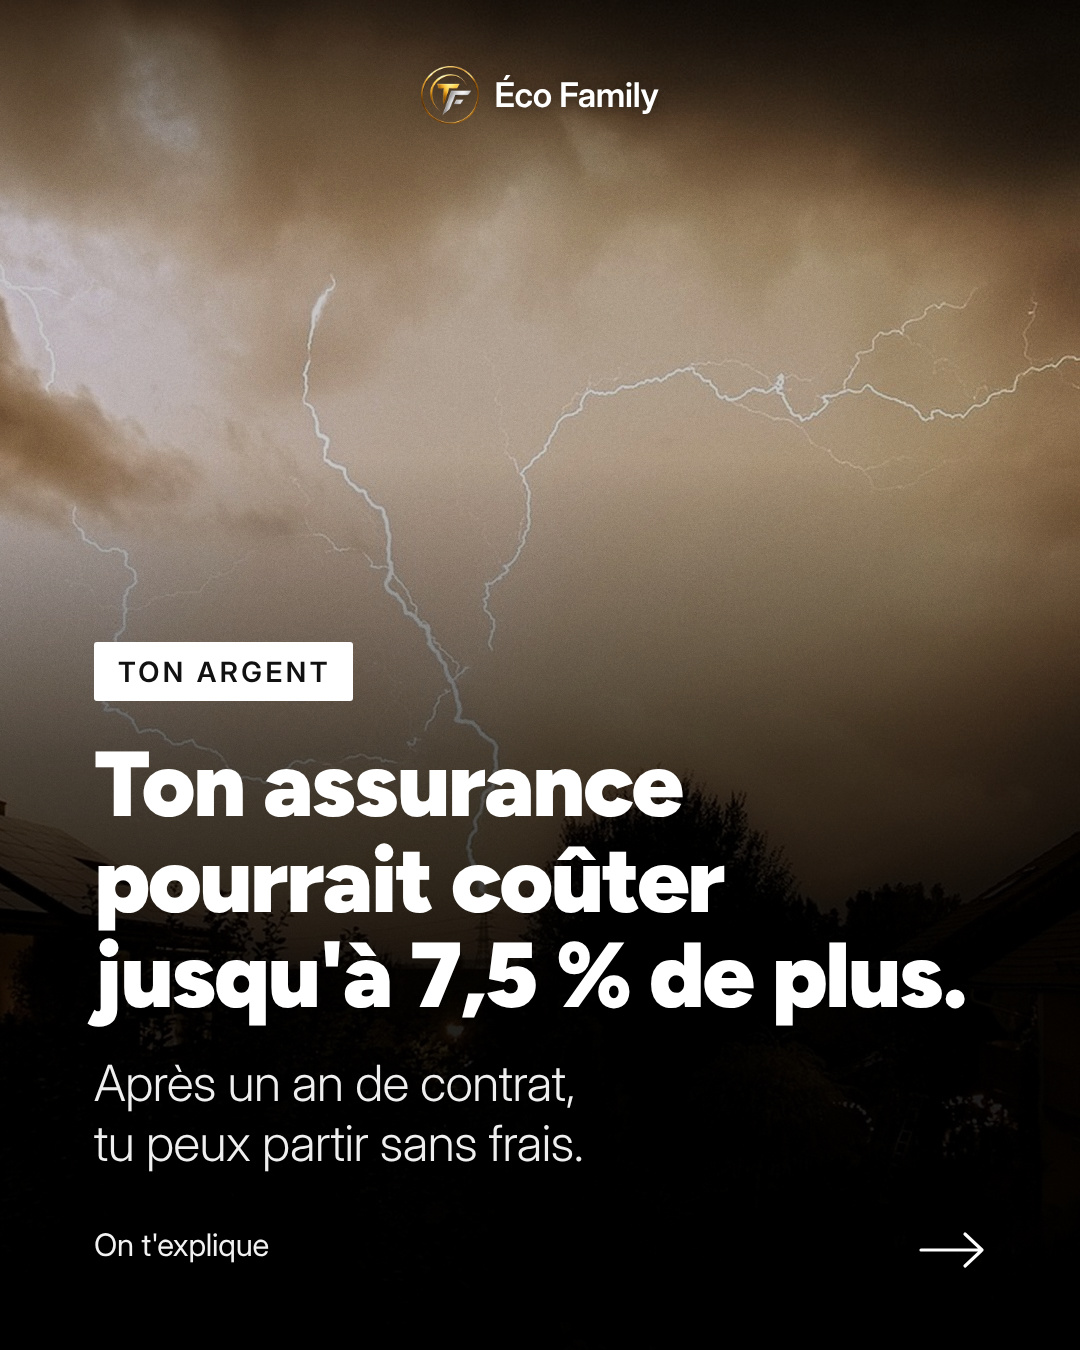 TF Éco Family
TON ARGENT
Ton assurance
pourrait coûter
jusqu'à 7,5 % de plus.
Après un an de contrat,
tu peux partir sans frais.
On t'explique